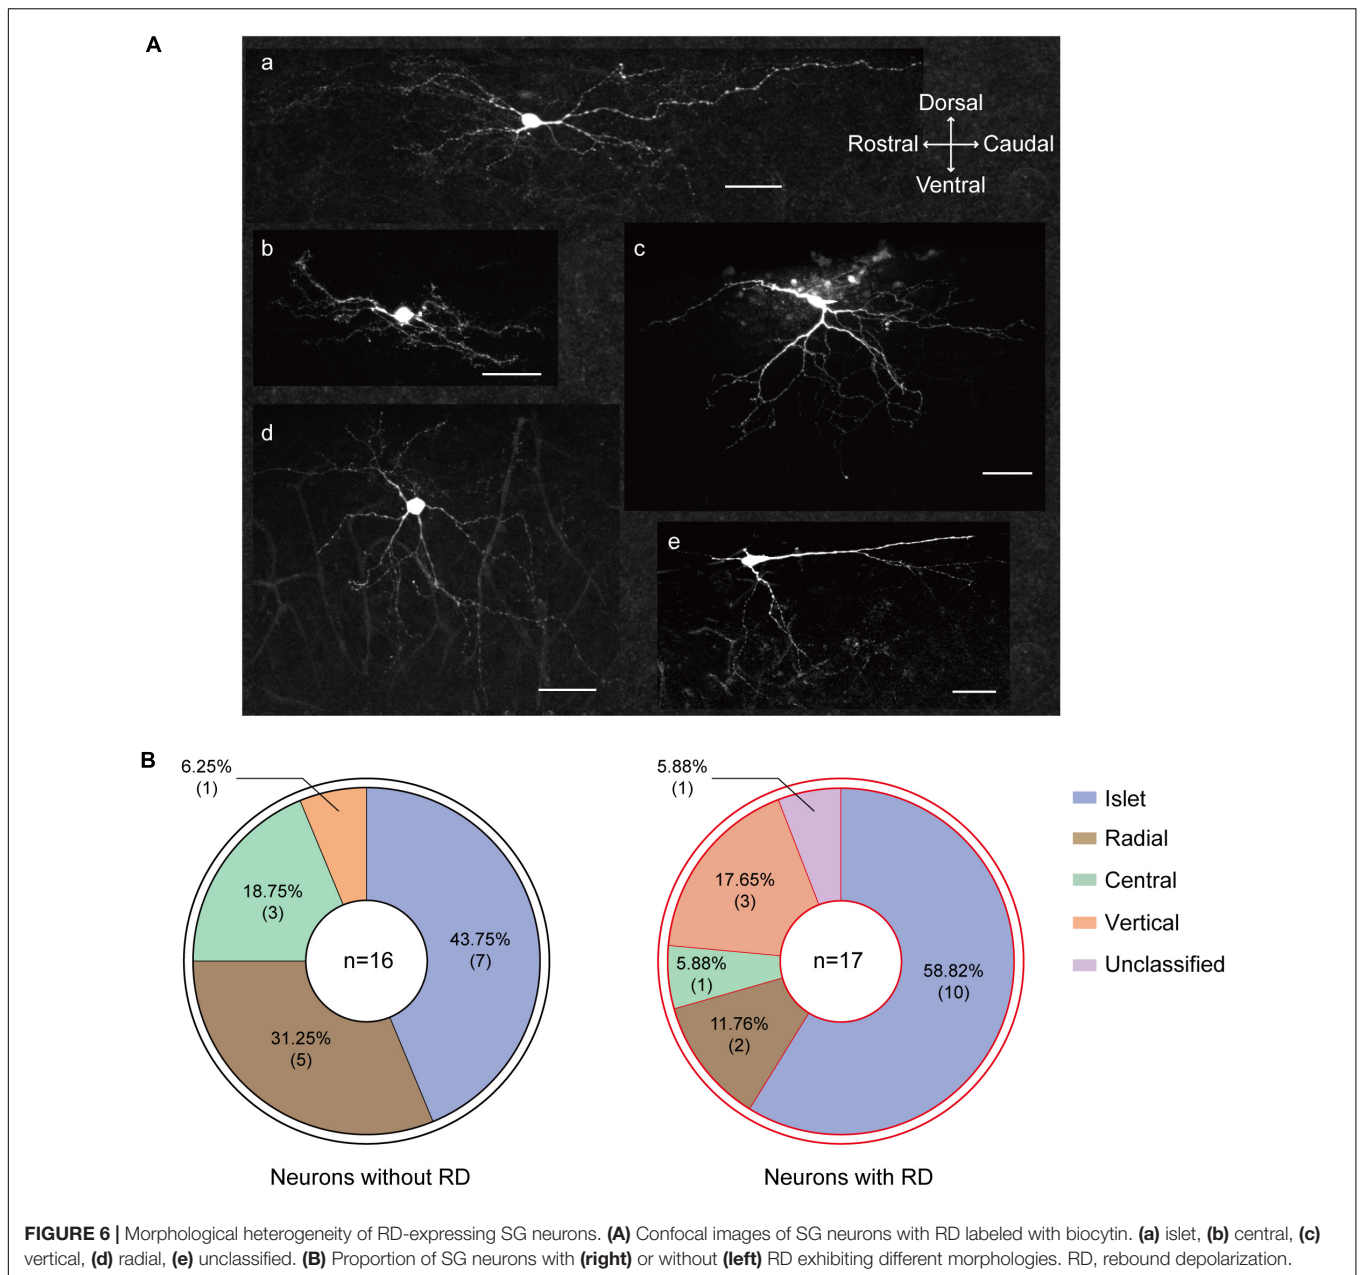 A
a
Dorsal
Rostral Caudal
Ventral
b
c
d
e
B
6.25%
(1)
18.75%
(3)
43.75%
(7)
n=16
31.25%
(5)
Neurons without RD
5.88%
(1)
17.65%
(3)
5.88%
(1)
n=17
58.82%
(10)
11.76%
(2)
Neurons with RD
Islet
Radial
Central
Vertical
Unclassified
FIGURE 6 | Morphological heterogeneity of RD-expressing SG neurons. (A) Confocal images of SG neurons with RD labeled with biocytin. (a) islet, (b) central, (c)
vertical, (d) radial, (e) unclassified. (B) Proportion of SG neurons with (right) or without (left) RD exhibiting different morphologies. RD, rebound depolarization.